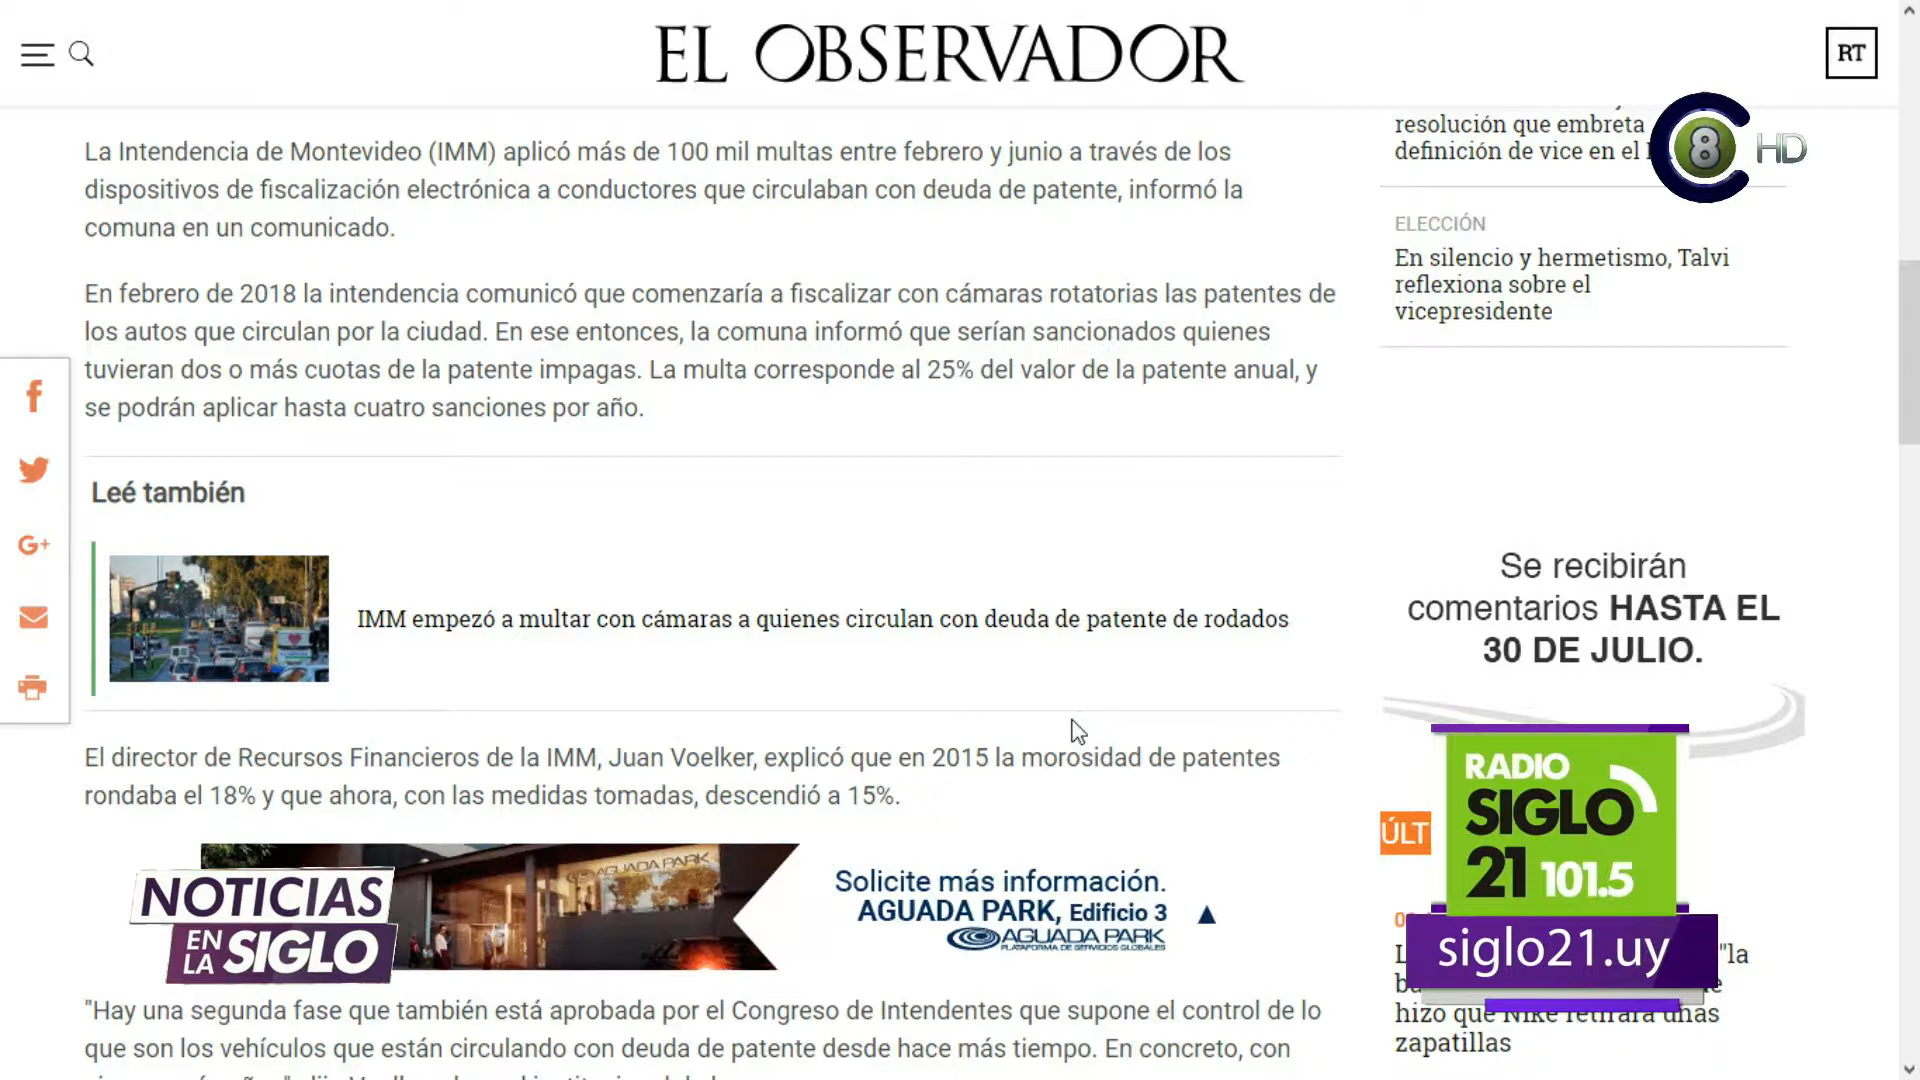 EL OBSERVADOR
RT
La Intendencia de Montevideo (IMM) aplicó más de 100 mil multas entre febrero y junio a través de los
dispositivos de fiscalización electrónica a conductores que circulaban con deuda de patente, informó la
comuna en un comunicado.
En febrero de 2018 la intendencia comunicó que comenzaría a fiscalizar con cámaras rotatorias las patentes de
los autos que circulan por la ciudad. En ese entonces, la comuna informó que serían sancionados quienes
tuvieran dos o más cuotas de la patente impagas. La multa corresponde al 25% del valor de la patente anual, y
se podrán aplicar hasta cuatro sanciones por año.
Leé también
IMM empezó a multar con cámaras a quienes circulan con deuda de patente de rodados
El director de Recursos Financieros de la IMM, Juan Voelker, explicó que en 2015 la morosidad de patentes
rondaba el 18% y que ahora, con las medidas tomadas, descendió a 15%.
NOTICIAS
EN LA SIGLO
AGUADA PARK
Solicite más información.
AGUADA PARK, Edificio 3
AGUADA PARK
PLATAFORMA DE SERVICIOS GLOBALES
"Hay una segunda fase que también está aprobada por el Congreso de Intendentes que supone el control de lo
que son los vehículos que están circulando con deuda de patente desde hace más tiempo. En concreto, con
resolución que embreta
definición de vice en el
C8 HD
ELECCIÓN
En silencio y hermetismo, Talvi
reflexiona sobre el
vicepresidente
Se recibirán
comentarios HASTA EL
30 DE JULIO.
ÚLT
RADIO
SIGLO
21 101.5
siglo21.uy
"la
hizo que Nike retirara unas
zapatillas